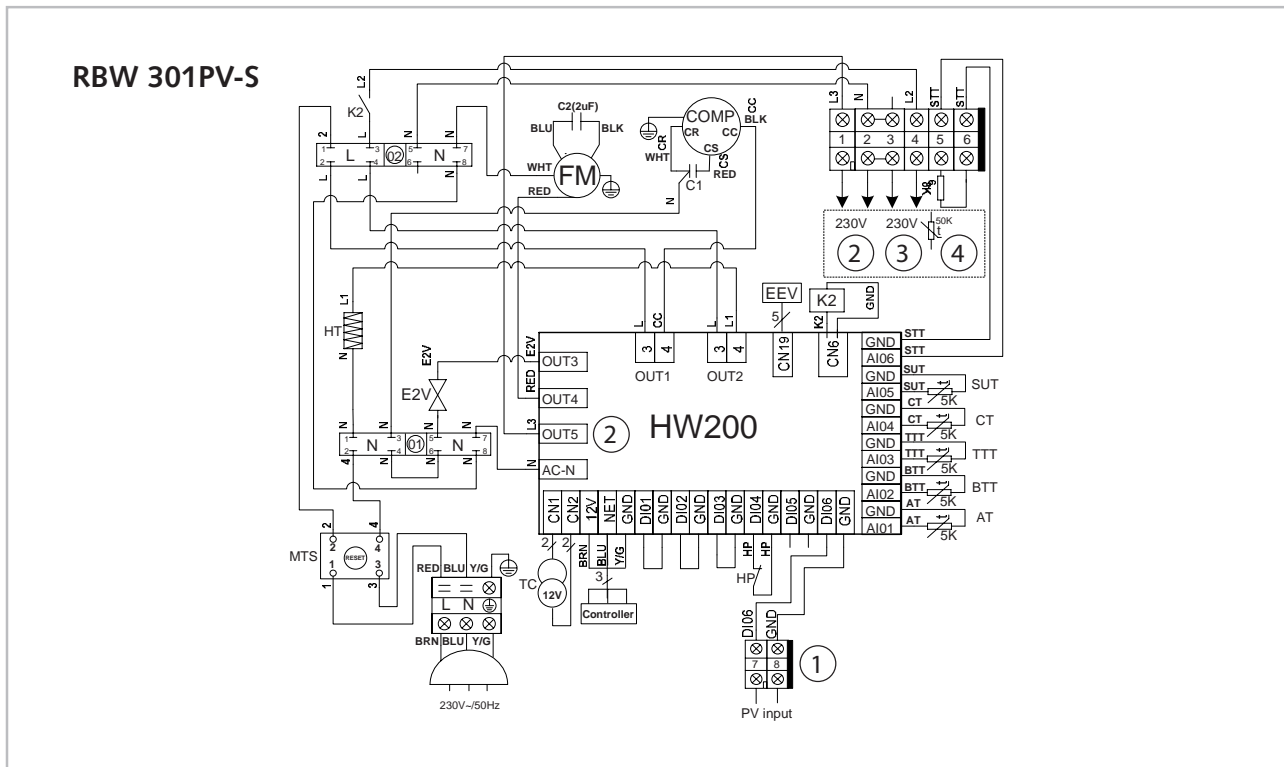 RBW 301PV-S
L2
K2
2
L
N
N
1
2
L
3
4
02
5
6
N
7
8
L
L
N
C2(2uF)
BLU
BLK
WHT
FM
RED
COMP
CR
CC
CS
CC
BLK
CR
WHT
CS
RED
C1
N
L3
N
L2
STT
STT
1
2
3
4
5
6
230V
230V
50K
t
2
3
4
L1
HT
N
E2V
E2V
E2V
RED
L3
N
OUT3
OUT4
OUT5
AC-N
2
HW200
L
CC
3
4
OUT1
L
L1
3
4
OUT2
EEV
5
CN19
K2
K2
GND
CN6
STT
STT
GND
AI06
SUT
SUT
GND
AI05
t
5K
SUT
CT
CT
GND
AI04
t
5K
CT
TTT
TTT
GND
AI03
t
5K
TTT
BTT
BTT
GND
AI02
t
5K
BTT
AT
AT
GND
AI01
t
5K
AT
N
N
N
N
1
2
N
3
4
01
5
6
N
7
8
4
N
N
N
CN1
CN2
12V
NET
GND
DI01
GND
DI02
GND
DI03
GND
DI04
GND
DI05
GND
DI06
GND
2
2
BRN
BLU
Y/G
3
TC
12V
Controller
HP
HP
HP
DI06
GND
7
8
1
PV input
2
4
MTS
2
4
RESET
1
3
1
3
RED
BLU
Y/G
L
N
BRN
BLU
Y/G
230V~/50Hz